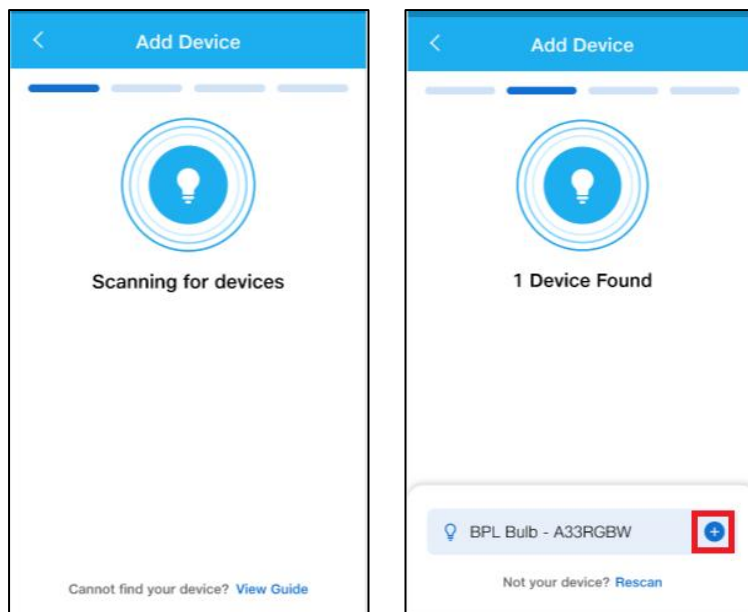 Add Device
Scanning for devices
Cannot find your device? View Guide
Add Device
1 Device Found
BPL Bulb - A33RGBW
Not your device? Rescan